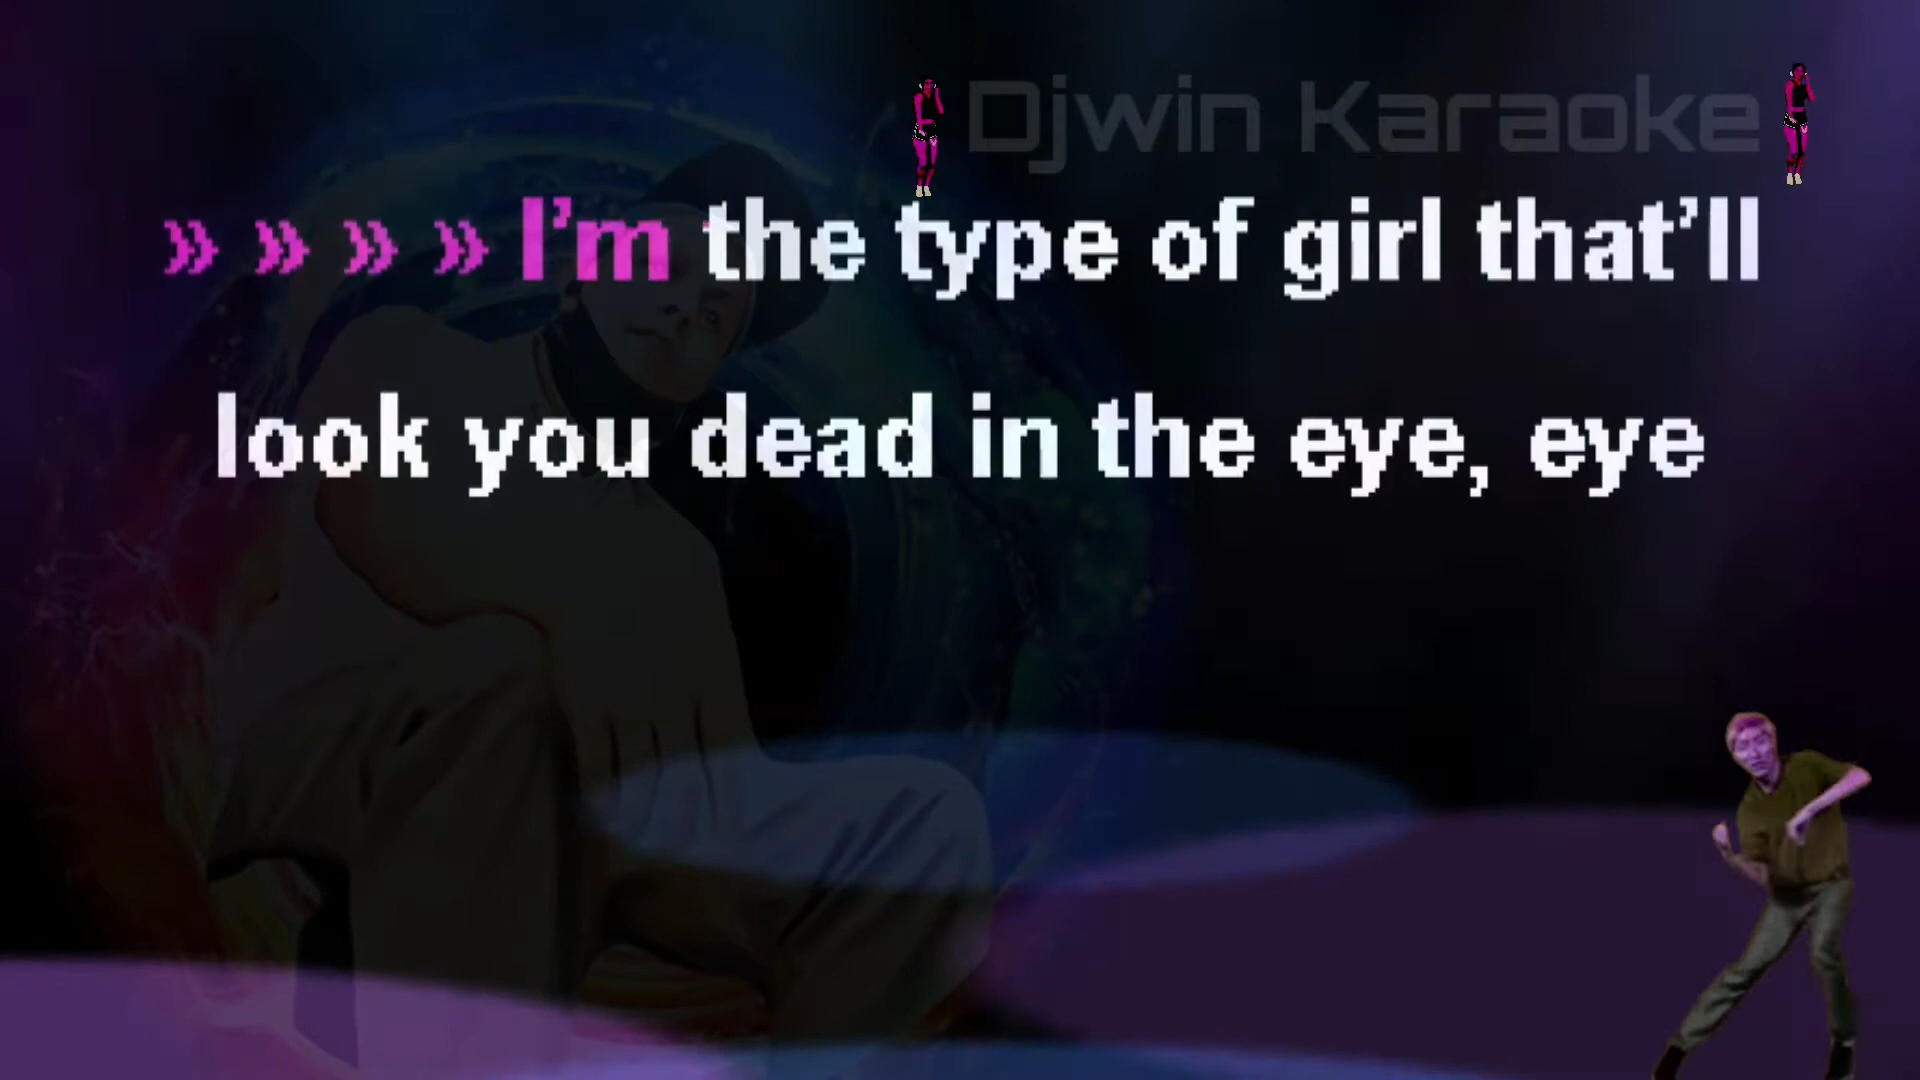 Djwin Karaoke
» » » » I’m the type of girl that’ll
look you dead in the eye, eye